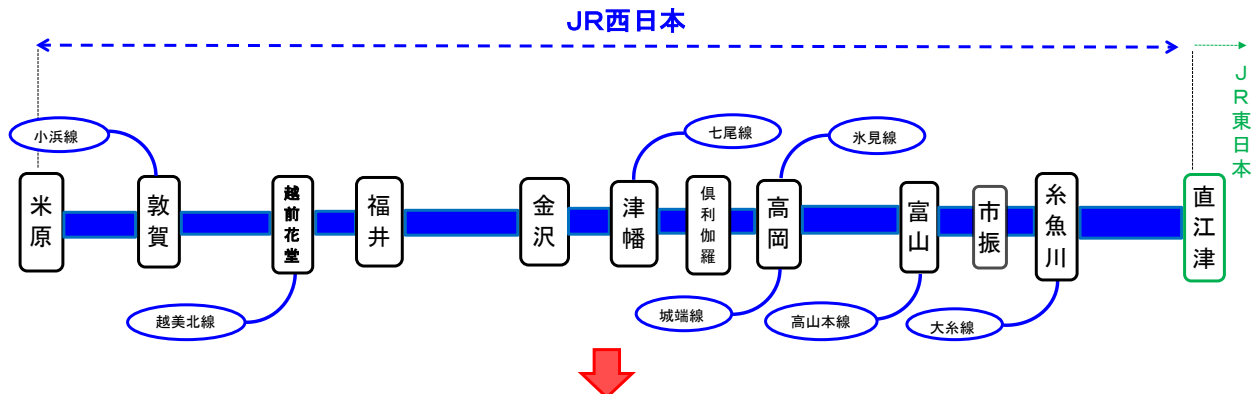 JR西日本
JR東日本
小浜線
七尾線
氷見線
米原
敦賀
越前花堂
福井
金沢
津幡
倶利伽羅
高岡
富山
市振
糸魚川
直江津
越美北線
城端線
高山本線
大糸線